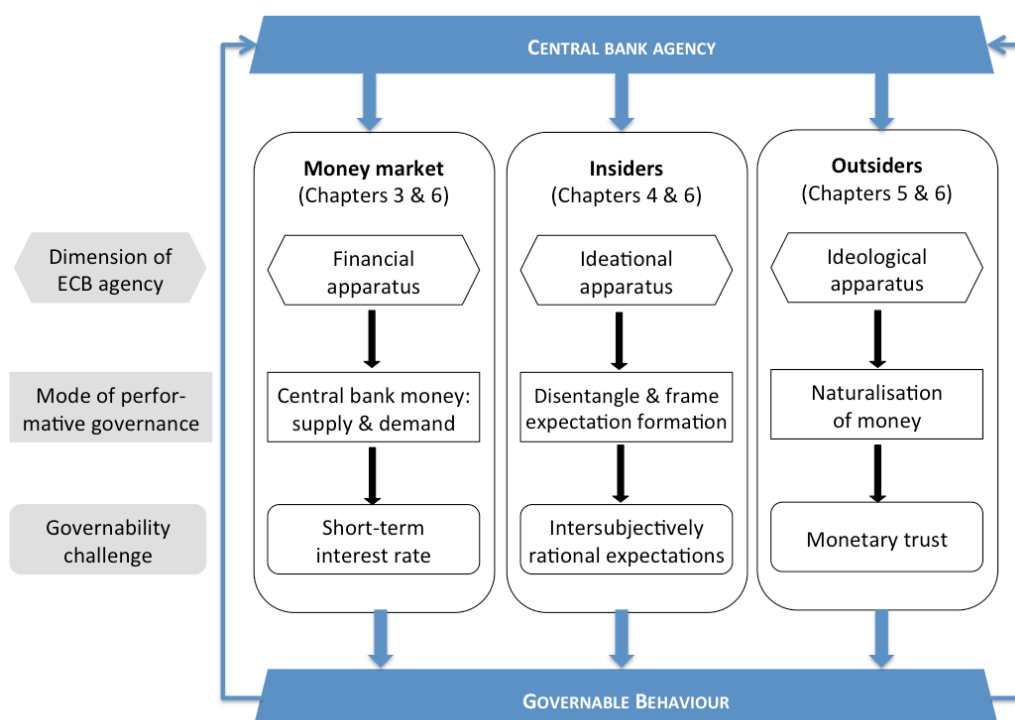 CENTRAL BANK AGENCY
Money market
(Chapters 3 & 6)
Insiders
(Chapters 4 & 6)
Outsiders
(Chapters 5 & 6)
Dimension of
ECB agency
Financial
apparatus
Ideational
apparatus
Ideological
apparatus
Mode of perfor-
mative governance
Central bank money:
supply & demand
Disentangle & frame
expectation formation
Naturalisation
of money
Governability
challenge
Short-term
interest rate
Intersubjectively
rational expectations
Monetary trust
GOVERNABLE BEHAVIOUR